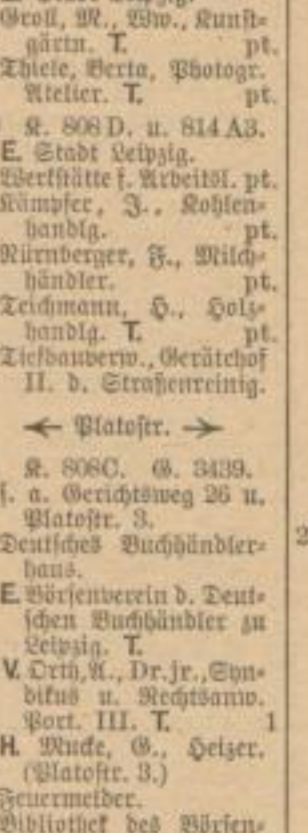 Groll, M., Ww., Kunst-
gärtn. T. pt.
Thiele, Berta, Photogr.
Atelier. T. pt.
K. 808 D. u. 814 A3.
E. Stadt Leipzig.
Werkstätte f. Arbeitsl. pt.
Kämpfer, J., Kohlen-
handlg. pt.
Nürnberger, F., Milch-
händler. pt.
Teichmann, H., Holz-
handlg. T. pt.
Tiefbauverw., Gerätehof
II. d. Straßenreinig.
← Platostr. →
K. 808C. G. 3439.
s. a. Gerichtsweg 26 u.
Platostr. 3.
Deutsches Buchhändler-
haus.
E. Börsenverein d. Deut-
schen Buchhändler zu
Leipzig. T.
V. Orth, A., Dr. jr., Syn-
dikus u. Rechtsanw.
Port. III. T. 1
H. Mucke, G., Heizer.
(Platostr. 3.)
Feuermelder.
Bibliothek des Börsen-
2